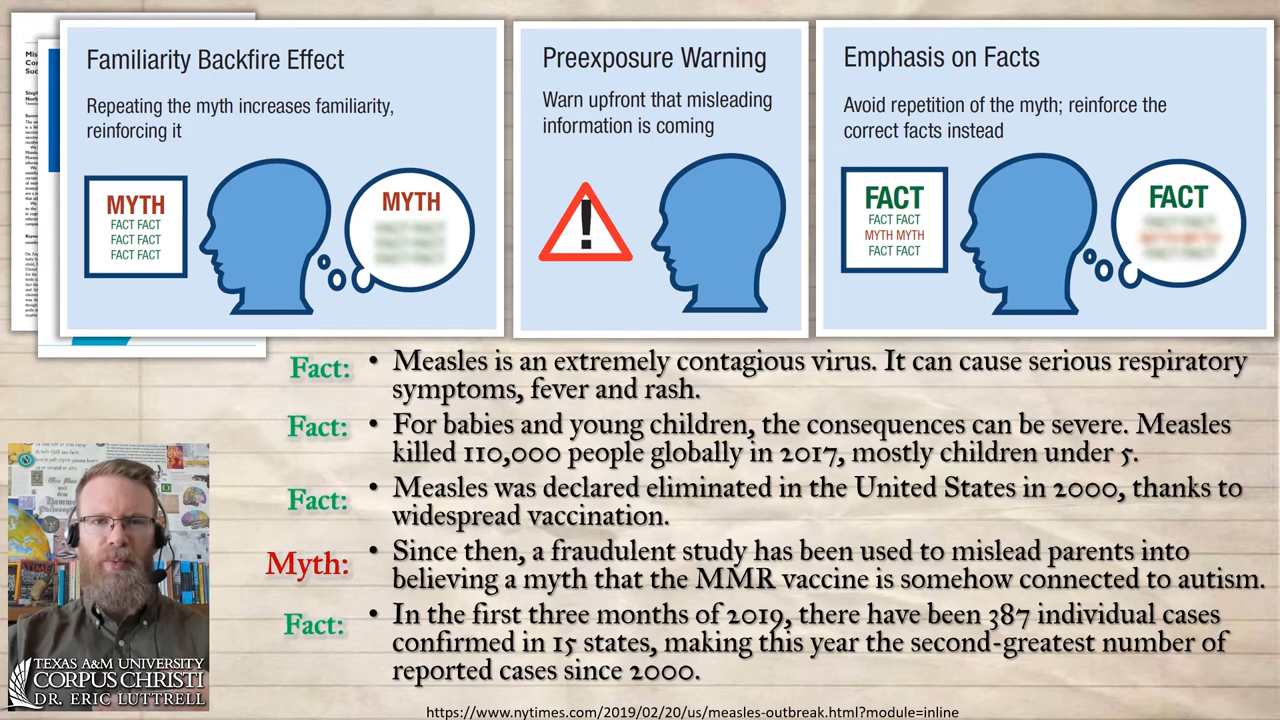 Familiarity Backfire Effect
Repeating the myth increases familiarity,
reinforcing it
MYTH
FACT FACT
FACT FACT
FACT FACT
MYTH
Preexposure Warning
Warn upfront that misleading
information is coming
!
Emphasis on Facts
Avoid repetition of the myth; reinforce the
correct facts instead
FACT
FACT FACT
MYTH MYTH
FACT FACT
FACT
Fact: • Measles is an extremely contagious virus. It can cause serious respiratory
symptoms, fever and rash.
Fact: • For babies and young children, the consequences can be severe. Measles
killed 110,000 people globally in 2017, mostly children under 5.
Fact: • Measles was declared eliminated in the United States in 2000, thanks to
widespread vaccination.
Myth: • Since then, a fraudulent study has been used to mislead parents into
believing a myth that the MMR vaccine is somehow connected to autism.
Fact: • In the first three months of 2019, there have been 387 individual cases
confirmed in 15 states, making this year the second-greatest number of
reported cases since 2000.
TEXAS A&M UNIVERSITY
CORPUS CHRISTI
DR. ERIC LUTTRELL
https://www.nytimes.com/2019/02/20/us/measles-outbreak.html?module=inline